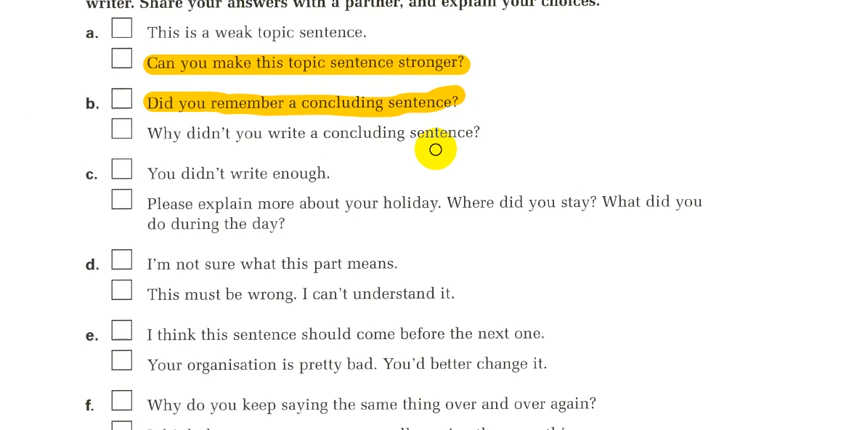 writer. Share your answers with a partner, and explain your choices.
a. This is a weak topic sentence.
Can you make this topic sentence stronger?
b. Did you remember a concluding sentence?
Why didn't you write a concluding sentence?
c. You didn't write enough.
Please explain more about your holiday. Where did you stay? What did you
do during the day?
d. I'm not sure what this part means.
This must be wrong. I can't understand it.
e. I think this sentence should come before the next one.
Your organisation is pretty bad. You'd better change it.
f. Why do you keep saying the same thing over and over again?